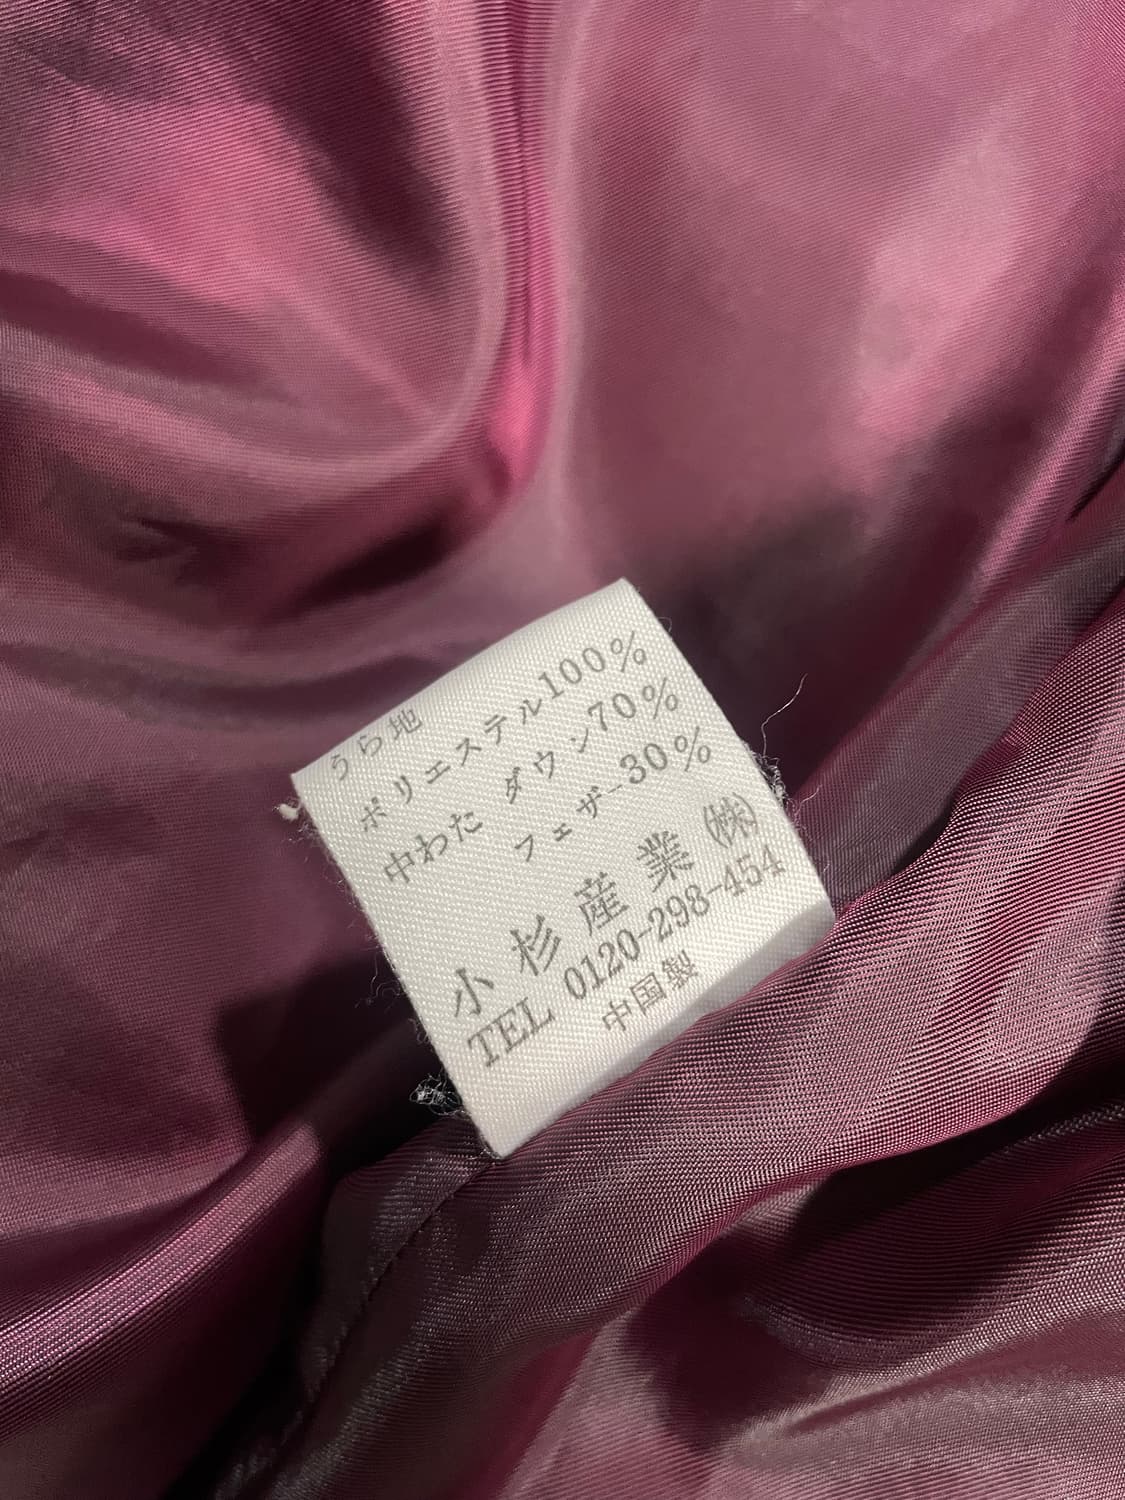 うら地
ポリエステル100%
中わた ダウン70%
フェザー30%
小杉産業㈱
TEL 0120-298-454
中国製